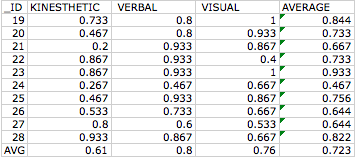 _ID KINESTHETIC VERBAL VISUAL AVERAGE
19 0.733 0.8 1 0.844
20 0.467 0.8 0.933 0.733
21 0.2 0.933 0.867 0.667
22 0.867 0.933 0.4 0.733
23 0.867 0.933 1 0.933
24 0.267 0.467 0.667 0.467
25 0.467 0.933 0.867 0.756
26 0.533 0.733 0.667 0.644
27 0.8 0.6 0.533 0.644
28 0.933 0.867 0.667 0.822
AVG 0.61 0.8 0.76 0.723